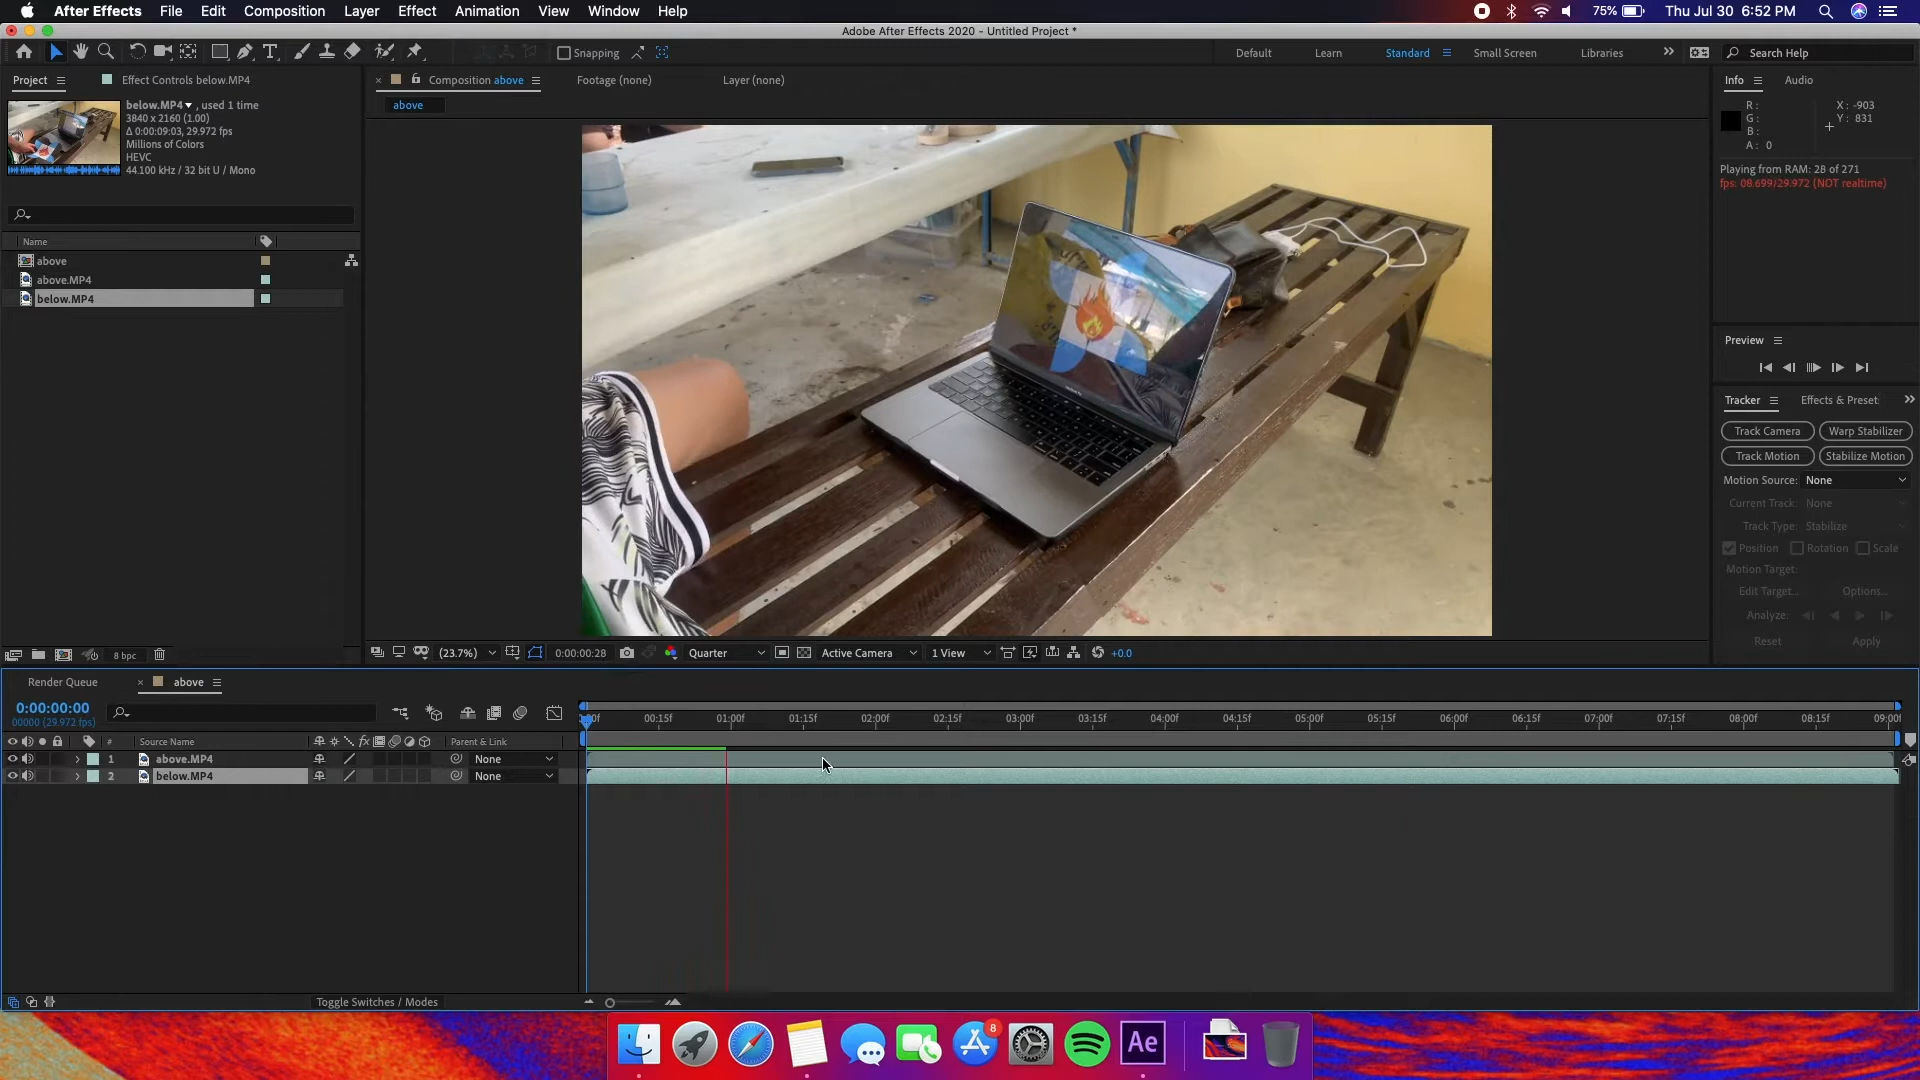 After Effects File Edit Composition Layer Effect Animation View Window Help 75% Thu Jul 30 6:52 PM
Adobe After Effects 2020 - Untitled Project *
Snapping Default Learn Standard Small Screen Libraries Search Help
Project Effect Controls below.MP4 Composition above Footage (none) Layer (none) Info Audio
above
below.MP4 , used 1 time
3840 x 2160 (1.00)
Δ 0:00:09:03, 29.972 fps
Millions of Colors
HEVC
44.100 kHz / 32 bit U / Mono
R :
G :
B :
A : 0
X : -903
Y : 831
Playing from RAM: 28 of 271
fps: 08.699/29.972 (NOT realtime)
Name
above
above.MP4
below.MP4
Preview
Tracker Effects & Preset
Track Camera Warp Stabilizer
Track Motion Stabilize Motion
Motion Source: None
Current Track: None
Track Type: Stabilize
Position Rotation Scale
Motion Target:
Edit Target... Options...
Analyze:
Reset Apply
8 bpc (23.7%) 0:00:00:28 Quarter Active Camera 1 View +0.0
Render Queue above
0:00:00:00
00000 (29.972 fps)
00f 00:15f 01:00f 01:15f 02:00f 02:15f 03:00f 03:15f 04:00f 04:15f 05:00f 05:15f 06:00f 06:15f 07:00f 07:15f 08:00f 08:15f 09:00f
# Source Name fx Parent & Link
1 above.MP4 None
2 below.MP4 None
Toggle Switches / Modes
8
Ae